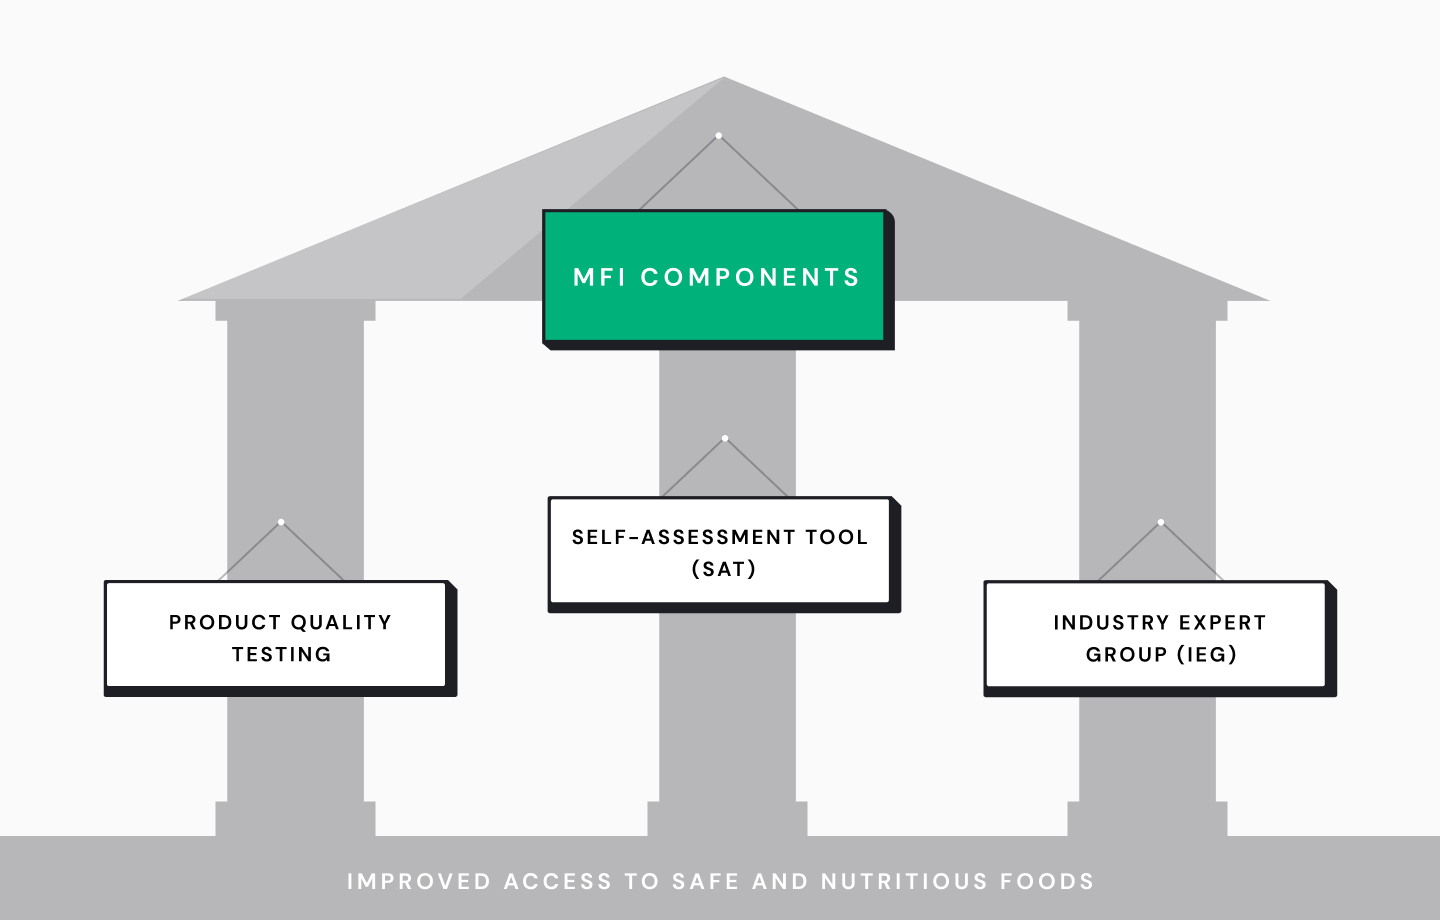 MFI COMPONENTS
SELF-ASSESSMENT TOOL
(SAT)
PRODUCT QUALITY
TESTING
INDUSTRY EXPERT
GROUP (IEG)
IMPROVED ACCESS TO SAFE AND NUTRITIOUS FOODS